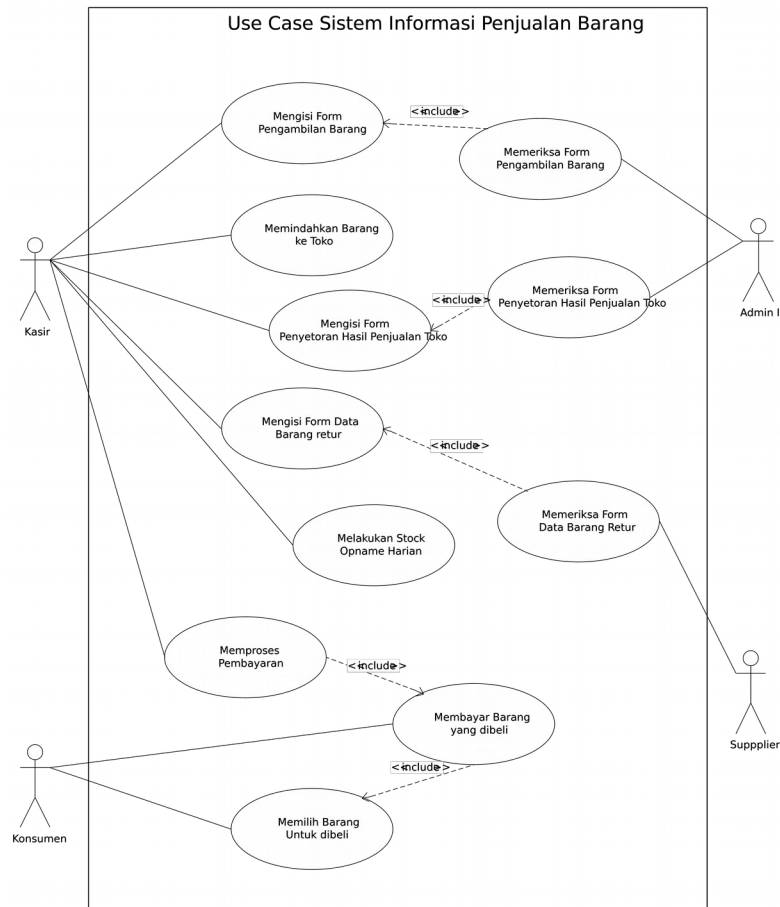 Use Case Sistem Informasi Penjualan Barang
<<include>>
Mengisi Form
Pengambilan Barang
Memeriksa Form
Pengambilan Barang
Memindahkan Barang
ke Toko
Kasir
Admin I
<<include>>
Memeriksa Form
Penyetoran Hasil Penjualan Toko
Mengisi Form
Penyetoran Hasil Penjualan Toko
Mengisi Form Data
Barang retur
<<include>>
Memeriksa Form
Data Barang Retur
Melakukan Stock
Opname Harian
Memproses
Pembayaran
<<include>>
Membayar Barang
yang dibeli
Suppplier
<<include>>
Konsumen
Memilih Barang
Untuk dibeli